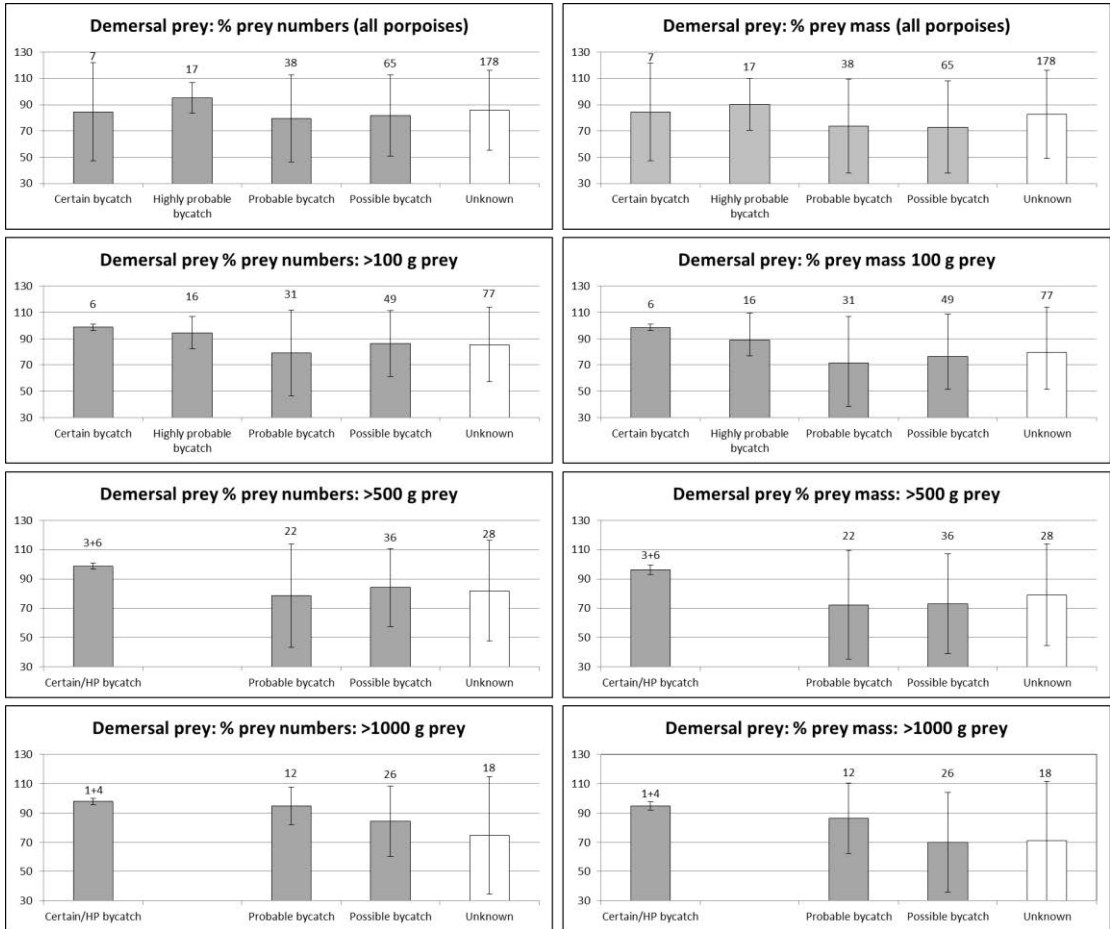 Demersal prey: % prey numbers (all porpoises)
130
110
90
70
50
30
7
17
38
65
178
Certain bycatch
Highly probable
bycatch
Probable bycatch
Possible bycatch
Unknown
Demersal prey: % prey mass (all porpoises)
130
110
90
70
50
30
7
17
38
65
178
Certain bycatch
Highly probable
bycatch
Probable bycatch
Possible bycatch
Unknown
Demersal prey % prey numbers: >100 g prey
130
110
90
70
50
30
6
16
31
49
77
Certain bycatch
Highly probable
bycatch
Probable bycatch
Possible bycatch
Unknown
Demersal prey: % prey mass 100 g prey
130
110
90
70
50
30
6
16
31
49
77
Certain bycatch
Highly probable
bycatch
Probable bycatch
Possible bycatch
Unknown
Demersal prey % prey numbers: >500 g prey
130
110
90
70
50
30
3+6
22
36
28
Certain/HP bycatch
Probable bycatch
Possible bycatch
Unknown
Demersal prey % prey mass: >500 g prey
130
110
90
70
50
30
3+6
22
36
28
Certain/HP bycatch
Probable bycatch
Possible bycatch
Unknown
Demersal prey: % prey numbers: >1000 g prey
130
110
90
70
50
30
1+4
12
26
18
Certain/HP bycatch
Probable bycatch
Possible bycatch
Unknown
Demersal prey: % prey mass: >1000 g prey
130
110
90
70
50
30
1+4
12
26
18
Certain/HP bycatch
Probable bycatch
Possible bycatch
Unknown